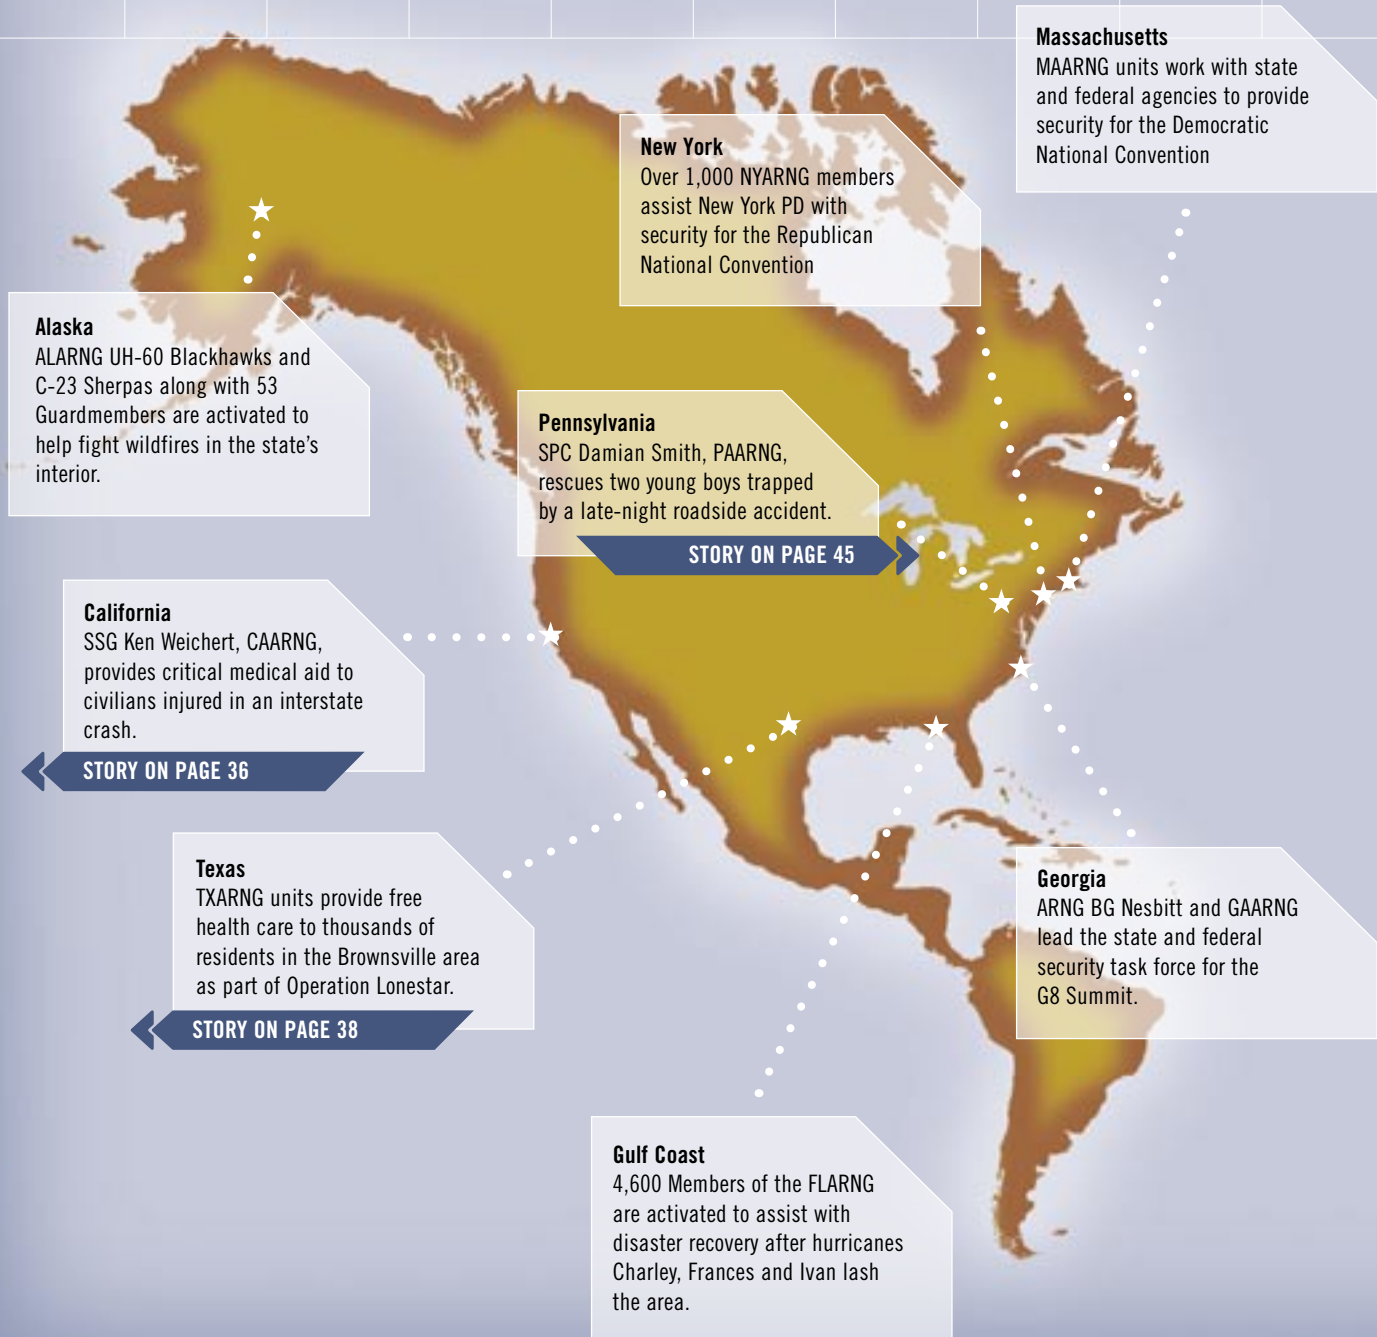 Massachusetts
MAARNG units work with state
and federal agencies to provide
security for the Democratic
National Convention
New York
Over 1,000 NYARNG members
assist New York PD with
security for the Republican
National Convention
Alaska
ALARNG UH-60 Blackhawks and
C-23 Sherpas along with 53
Guardmembers are activated to
help fight wildfires in the state's
interior.
Pennsylvania
SPC Damian Smith, PAARNG,
rescues two young boys trapped
by a late-night roadside accident.
STORY ON PAGE 45
California
SSG Ken Weichert, CAARNG,
provides critical medical aid to
civilians injured in an interstate
crash.
STORY ON PAGE 36
Texas
TXARNG units provide free
health care to thousands of
residents in the Brownsville area
as part of Operation Lonestar.
STORY ON PAGE 38
Georgia
ARNG BG Nesbitt and GAARNG
lead the state and federal
security task force for the
G8 Summit.
Gulf Coast
4,600 Members of the FLARNG
are activated to assist with
disaster recovery after hurricanes
Charley, Frances and Ivan lash
the area.